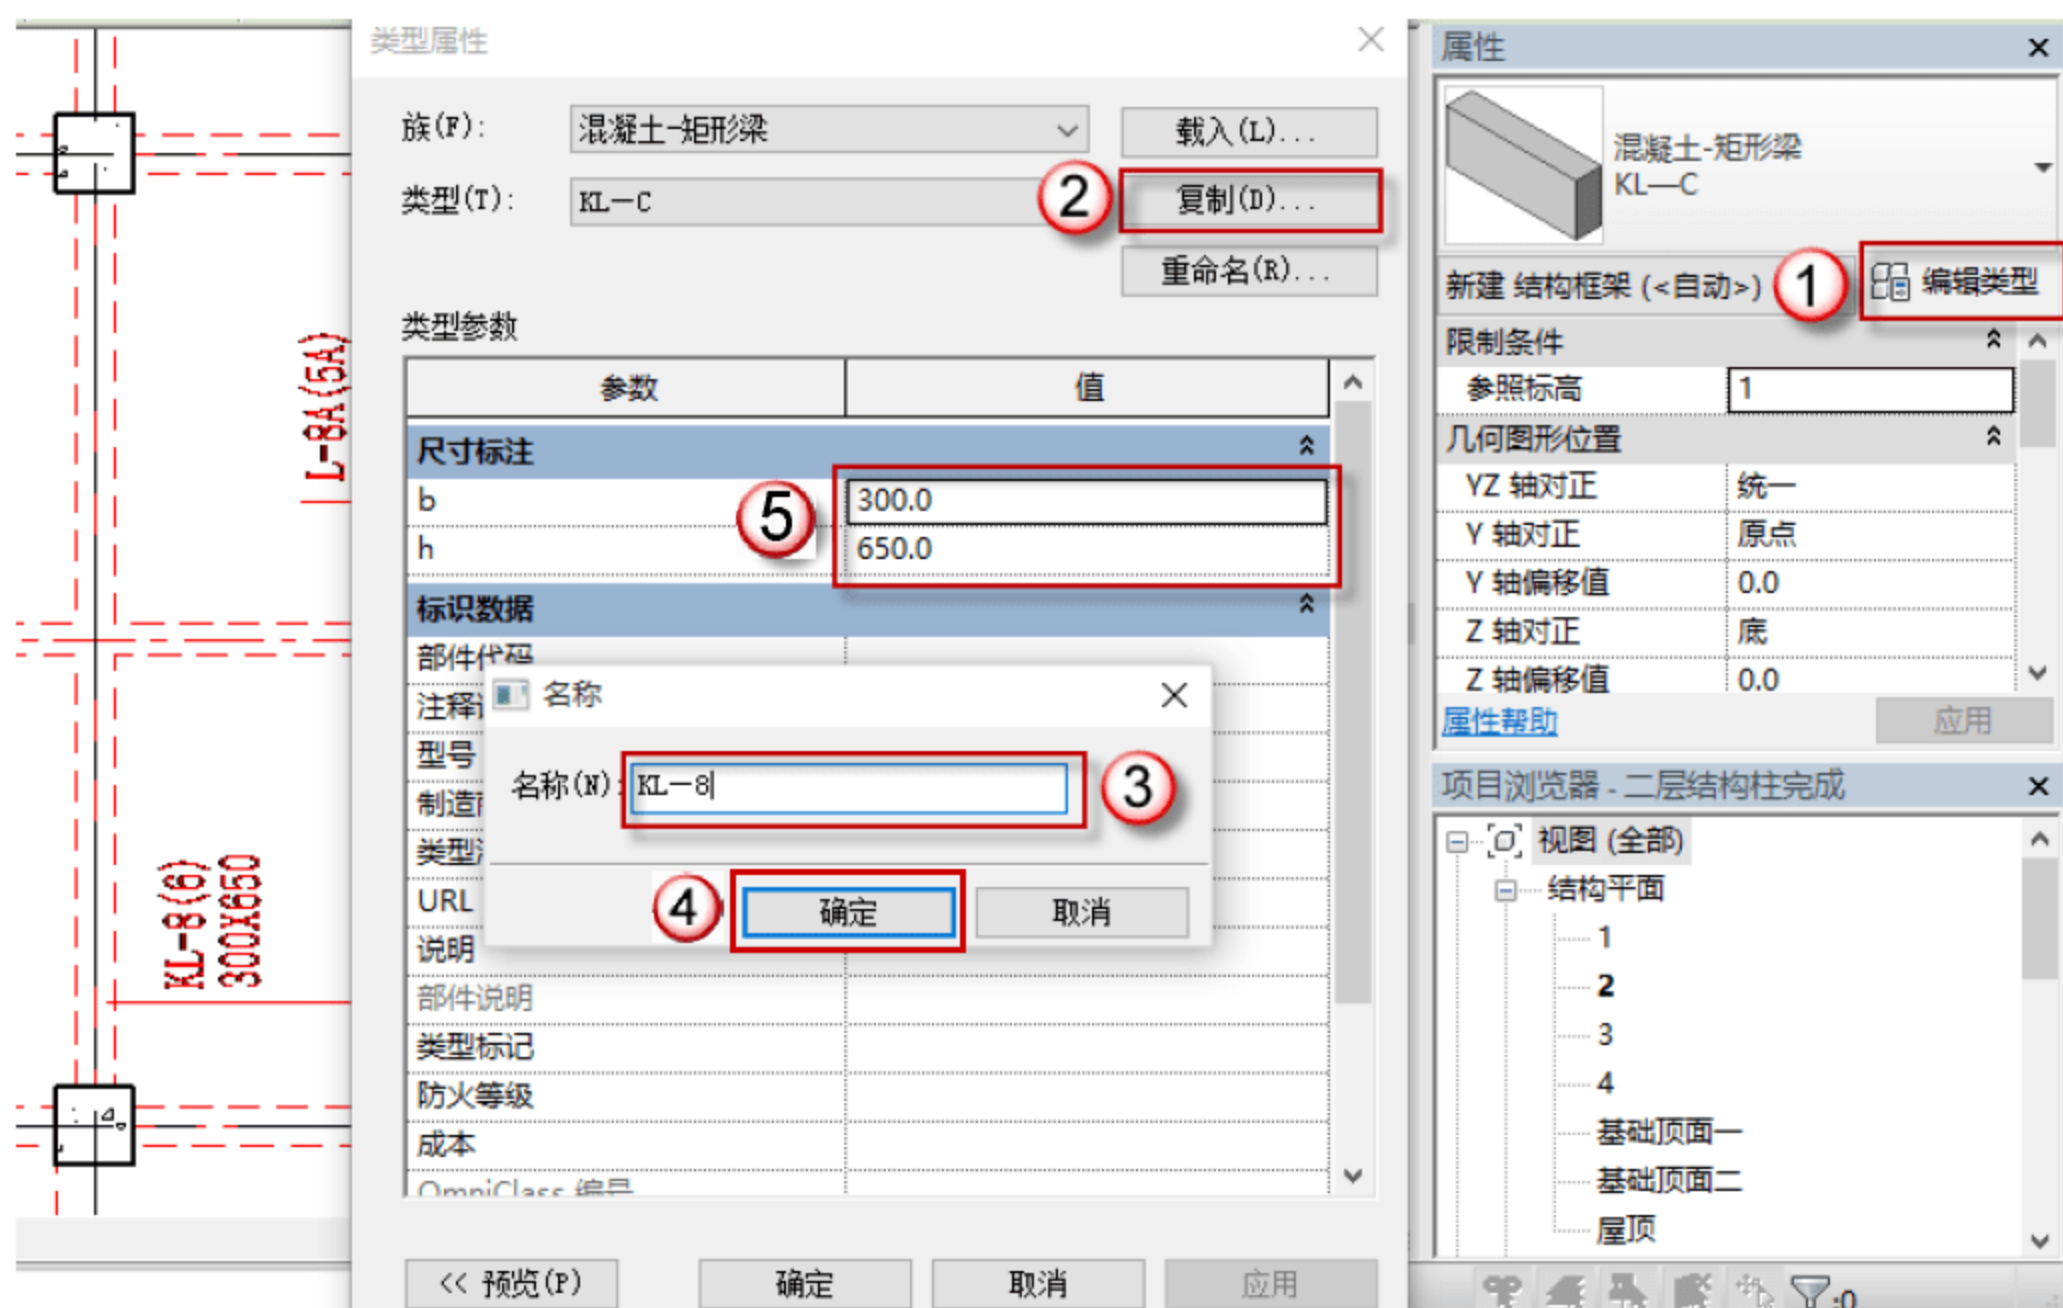 类型属性
族(F):
混凝土-矩形梁
载入(L)...
类型(T):
KL—C
2
复制(D)...
重命名(R)...
类型参数
参数
值
尺寸标注
b
300.0
h
650.0
5
标识数据
部件代码
注释
型号
制造
类型
URL
说明
部件说明
类型标记
防火等级
成本
OmniClass 编号
名称
名称(N):
KL—8
3
4
确定
取消
<< 预览(P)
确定
取消
应用
L-8A(5A)
KL-8(6)
300X650
属性
混凝土-矩形梁
KL—C
新建 结构框架 (<自动>)
1
编辑类型
限制条件
参照标高
1
几何图形位置
YZ 轴对正
统一
Y 轴对正
原点
Y 轴偏移值
0.0
Z 轴对正
底
Z 轴偏移值
0.0
属性帮助
应用
项目浏览器 - 二层结构柱完成
视图 (全部)
结构平面
1
2
3
4
基础顶面一
基础顶面二
屋顶
:0